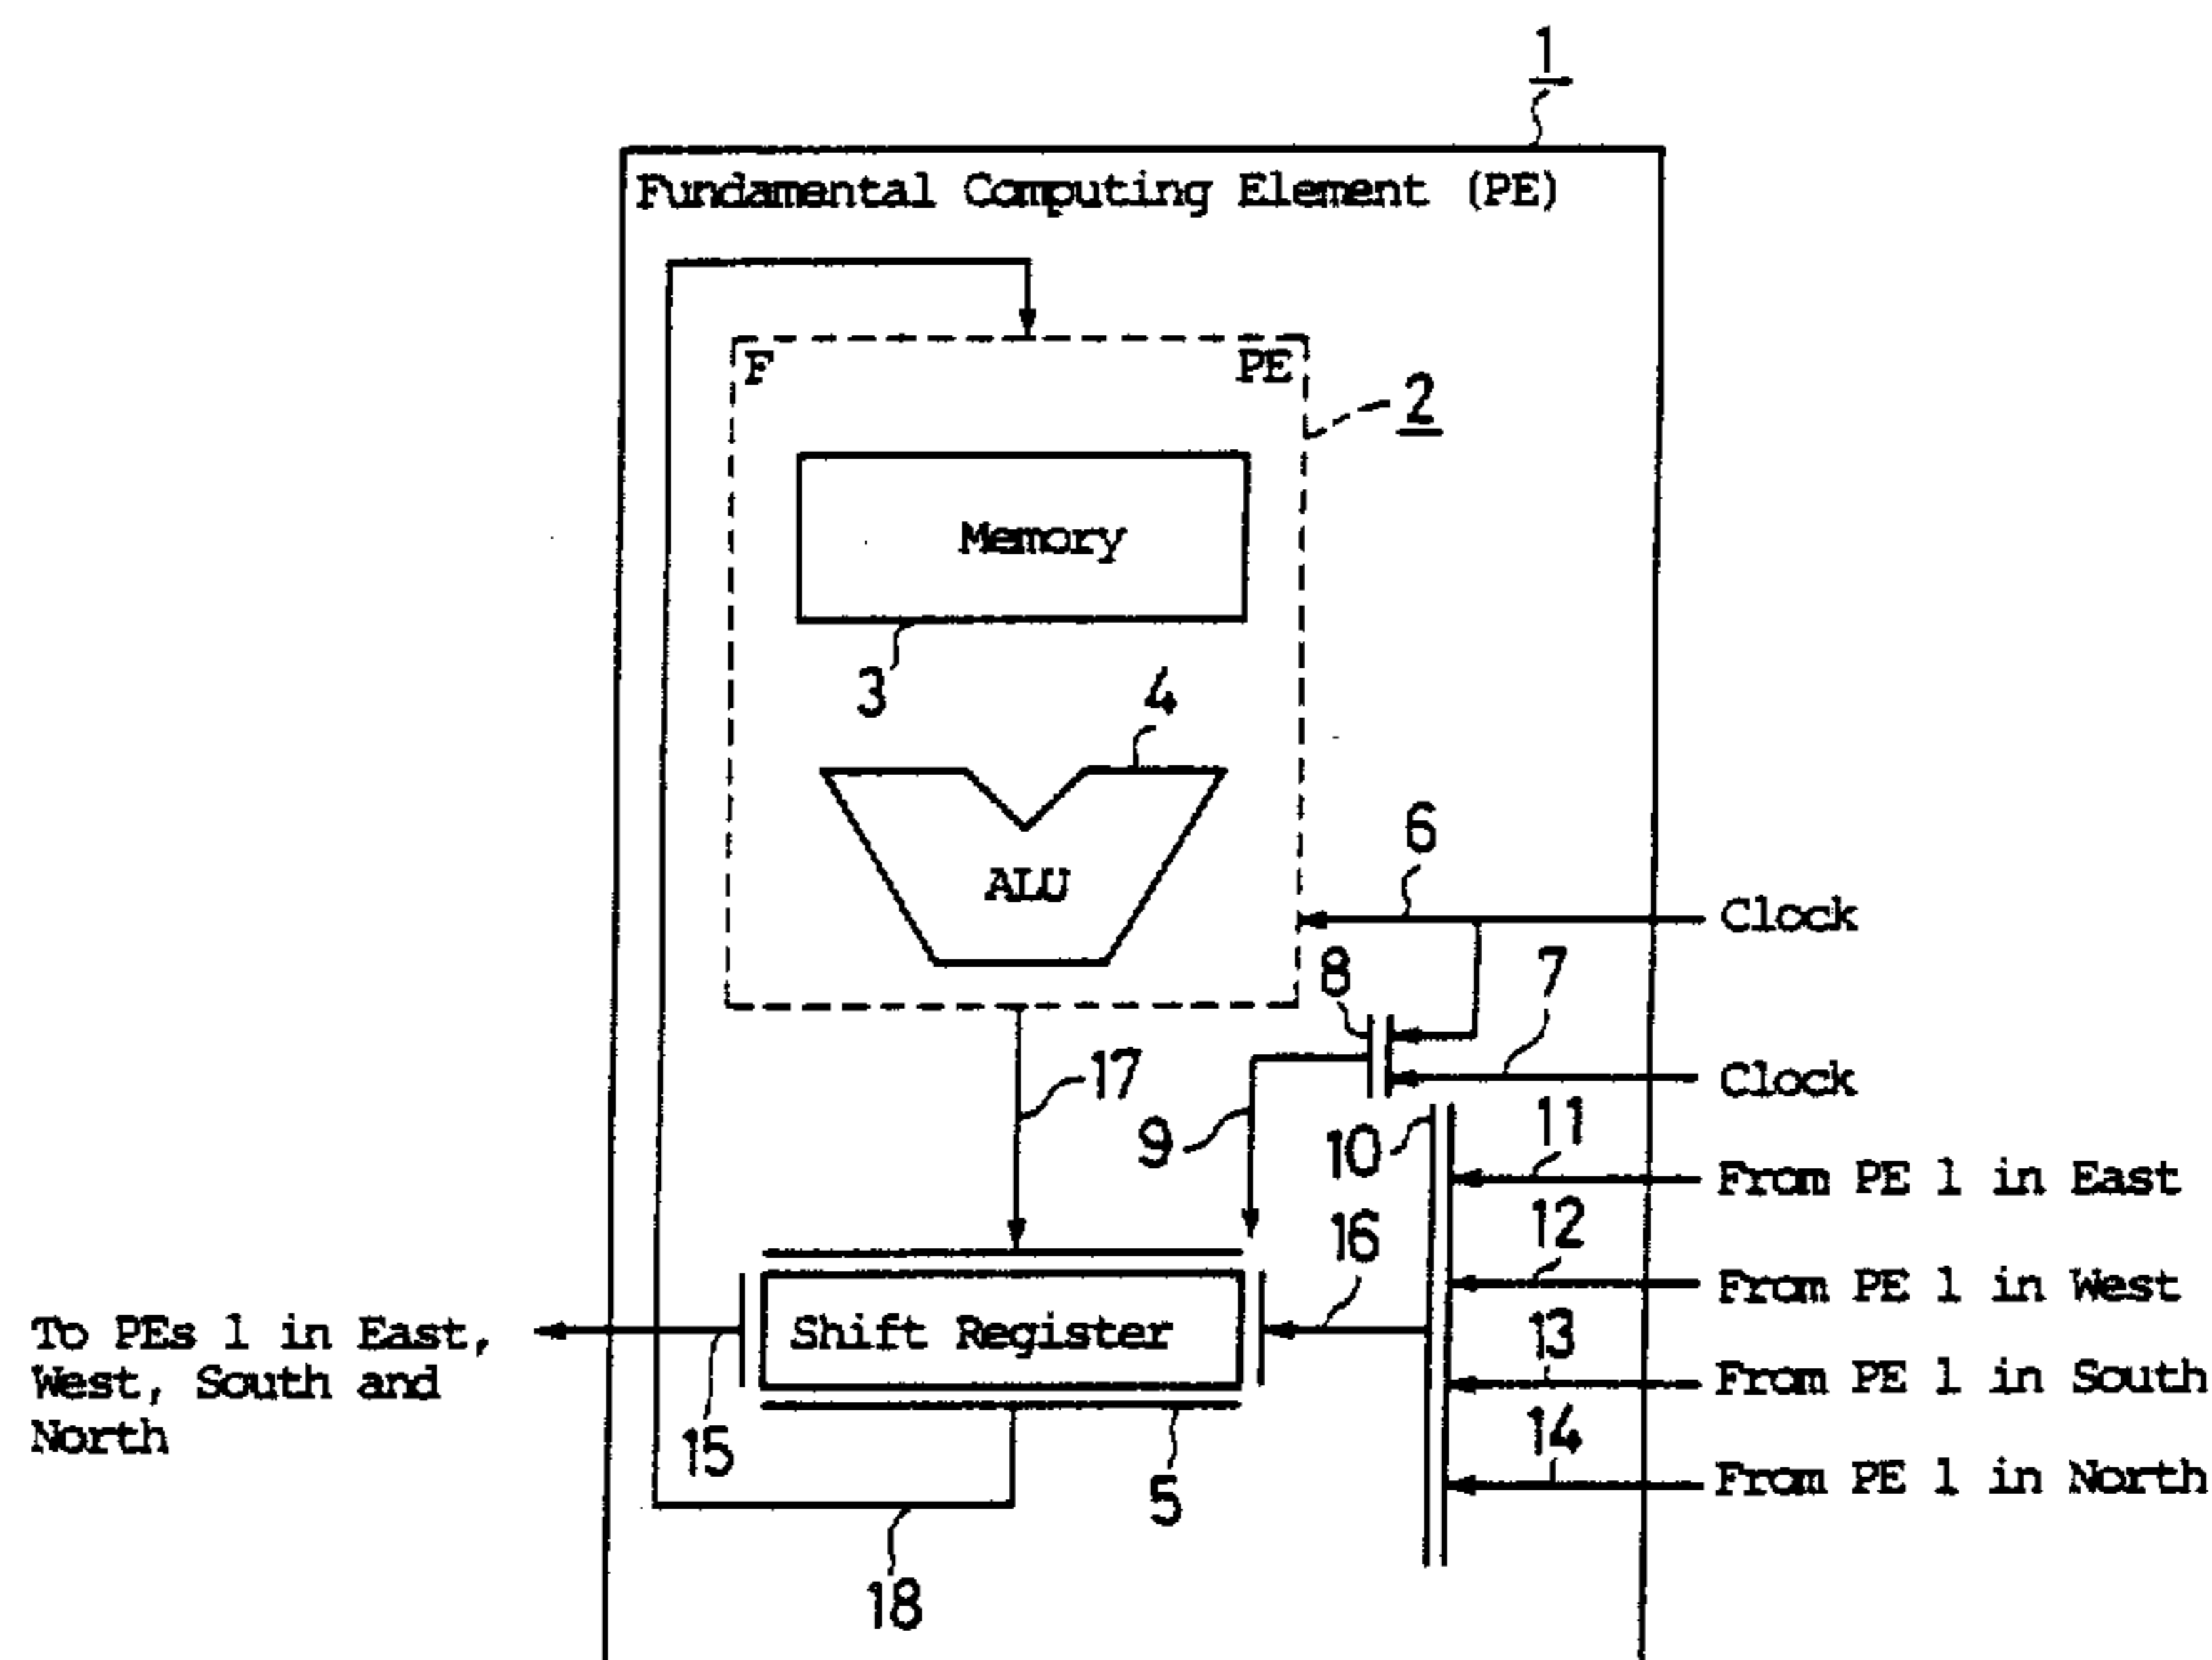 1
Fundamental Computing Element (PE)
F PE
2
Memory
3
4
ALU
6
Clock
8
7
Clock
17
9
10
11
From PE 1 in East
16
12
From PE 1 in West
To PEs 1 in East,
West, South and
North
Shift Register
13
From PE 1 in South
15
14
From PE 1 in North
5
18